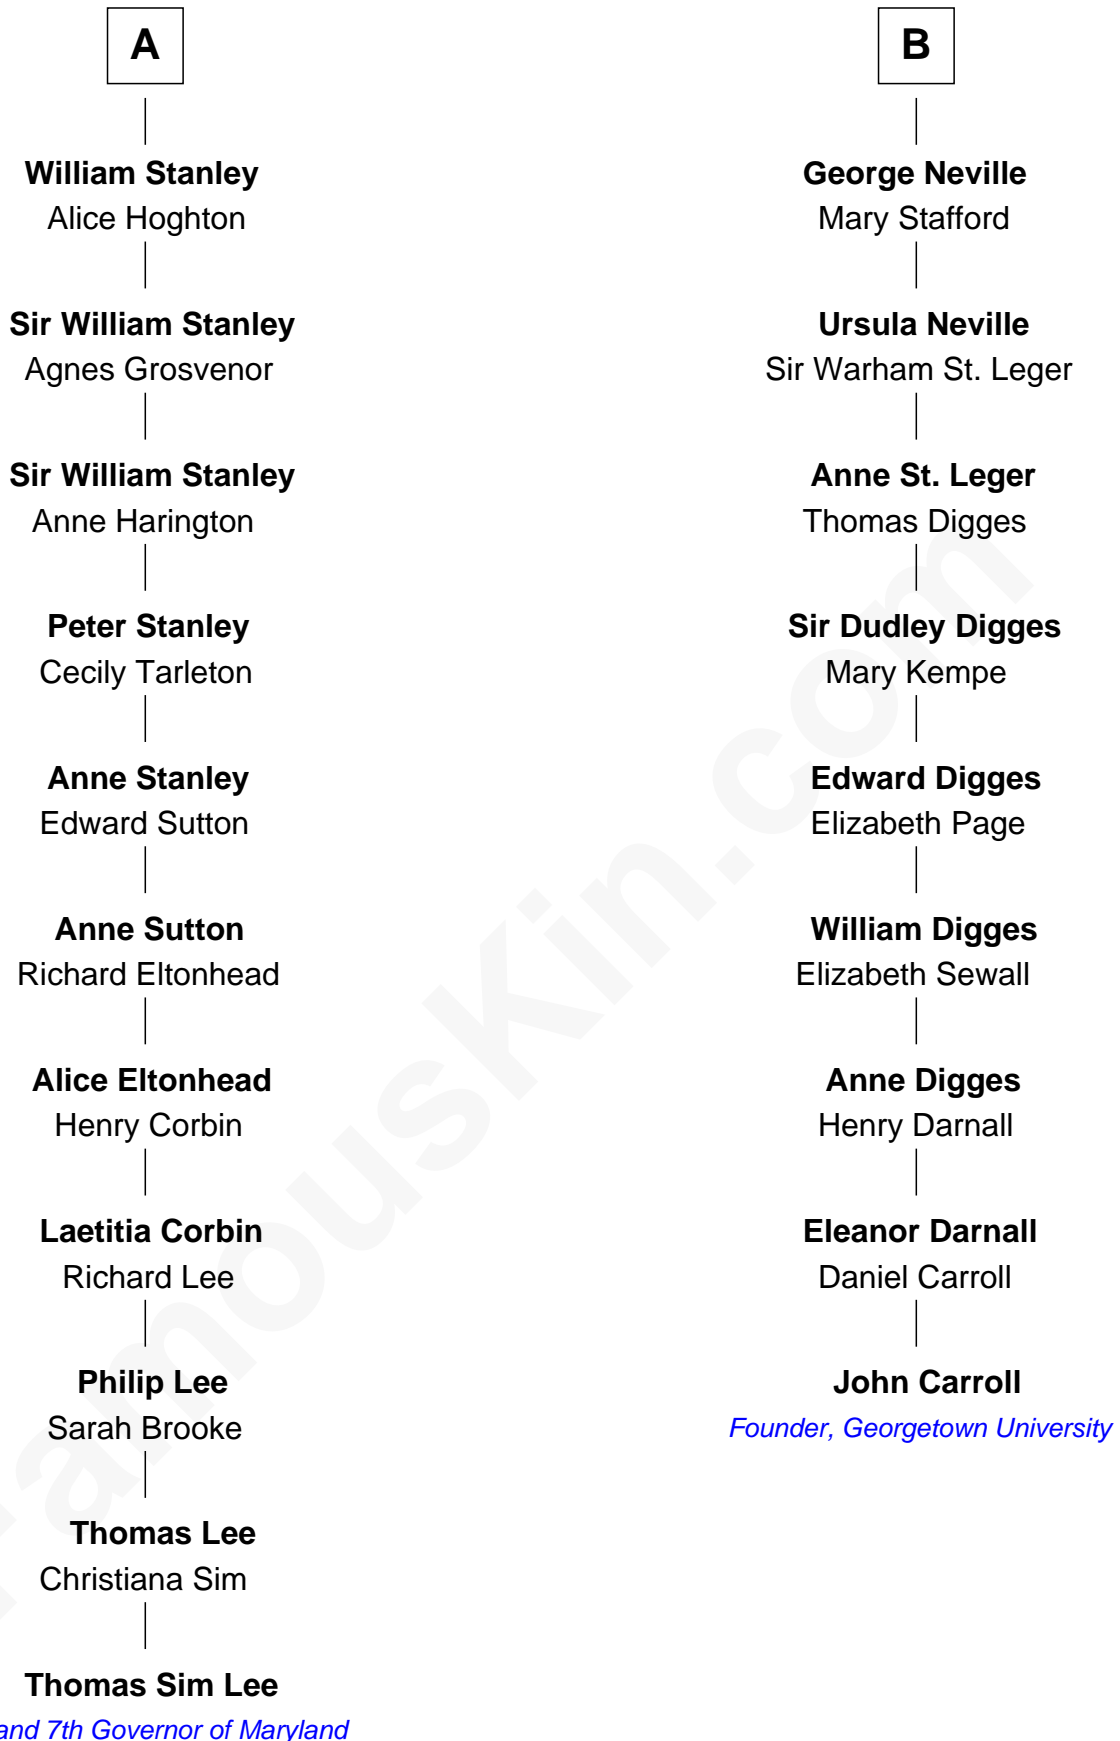 A
William Stanley
Alice Hoghton
Sir William Stanley
Agnes Grosvenor
Sir William Stanley
Anne Harington
Peter Stanley
Cecily Tarleton
Anne Stanley
Edward Sutton
Anne Sutton
Richard Eltonhead
Alice Eltonhead
Henry Corbin
Laetitia Corbin
Richard Lee
Philip Lee
Sarah Brooke
Thomas Lee
Christiana Sim
Thomas Sim Lee
and 7th Governor of Maryland
B
George Neville
Mary Stafford
Ursula Neville
Sir Warham St. Leger
Anne St. Leger
Thomas Digges
Sir Dudley Digges
Mary Kempe
Edward Digges
Elizabeth Page
William Digges
Elizabeth Sewall
Anne Digges
Henry Darnall
Eleanor Darnall
Daniel Carroll
John Carroll
Founder, Georgetown University
FamousKin.com